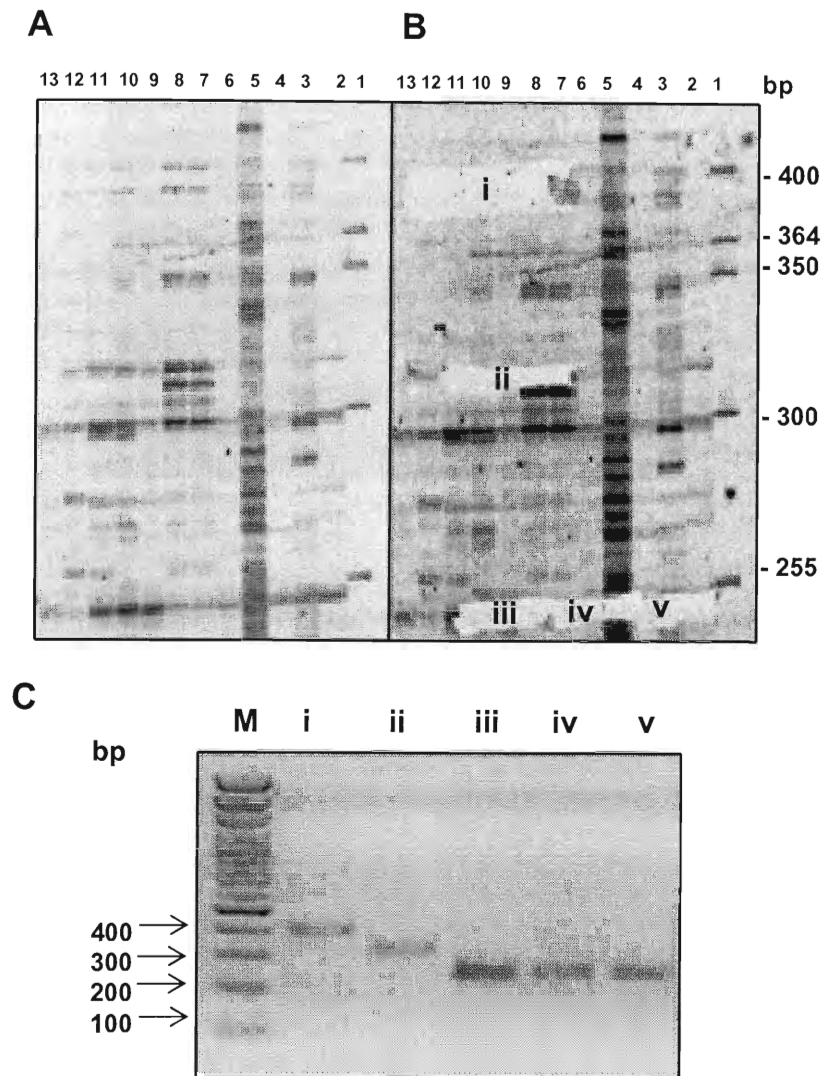 A
B
13 12 11 10 9 8 7 6 5 4 3 2 1
13 12 11 10 9 8 7 6 5 4 3 2 1 bp
i
- 400
- 364
- 350
ii
- 300
- 255
iii iv v
C
M i ii iii iv v
bp
400
300
200
100